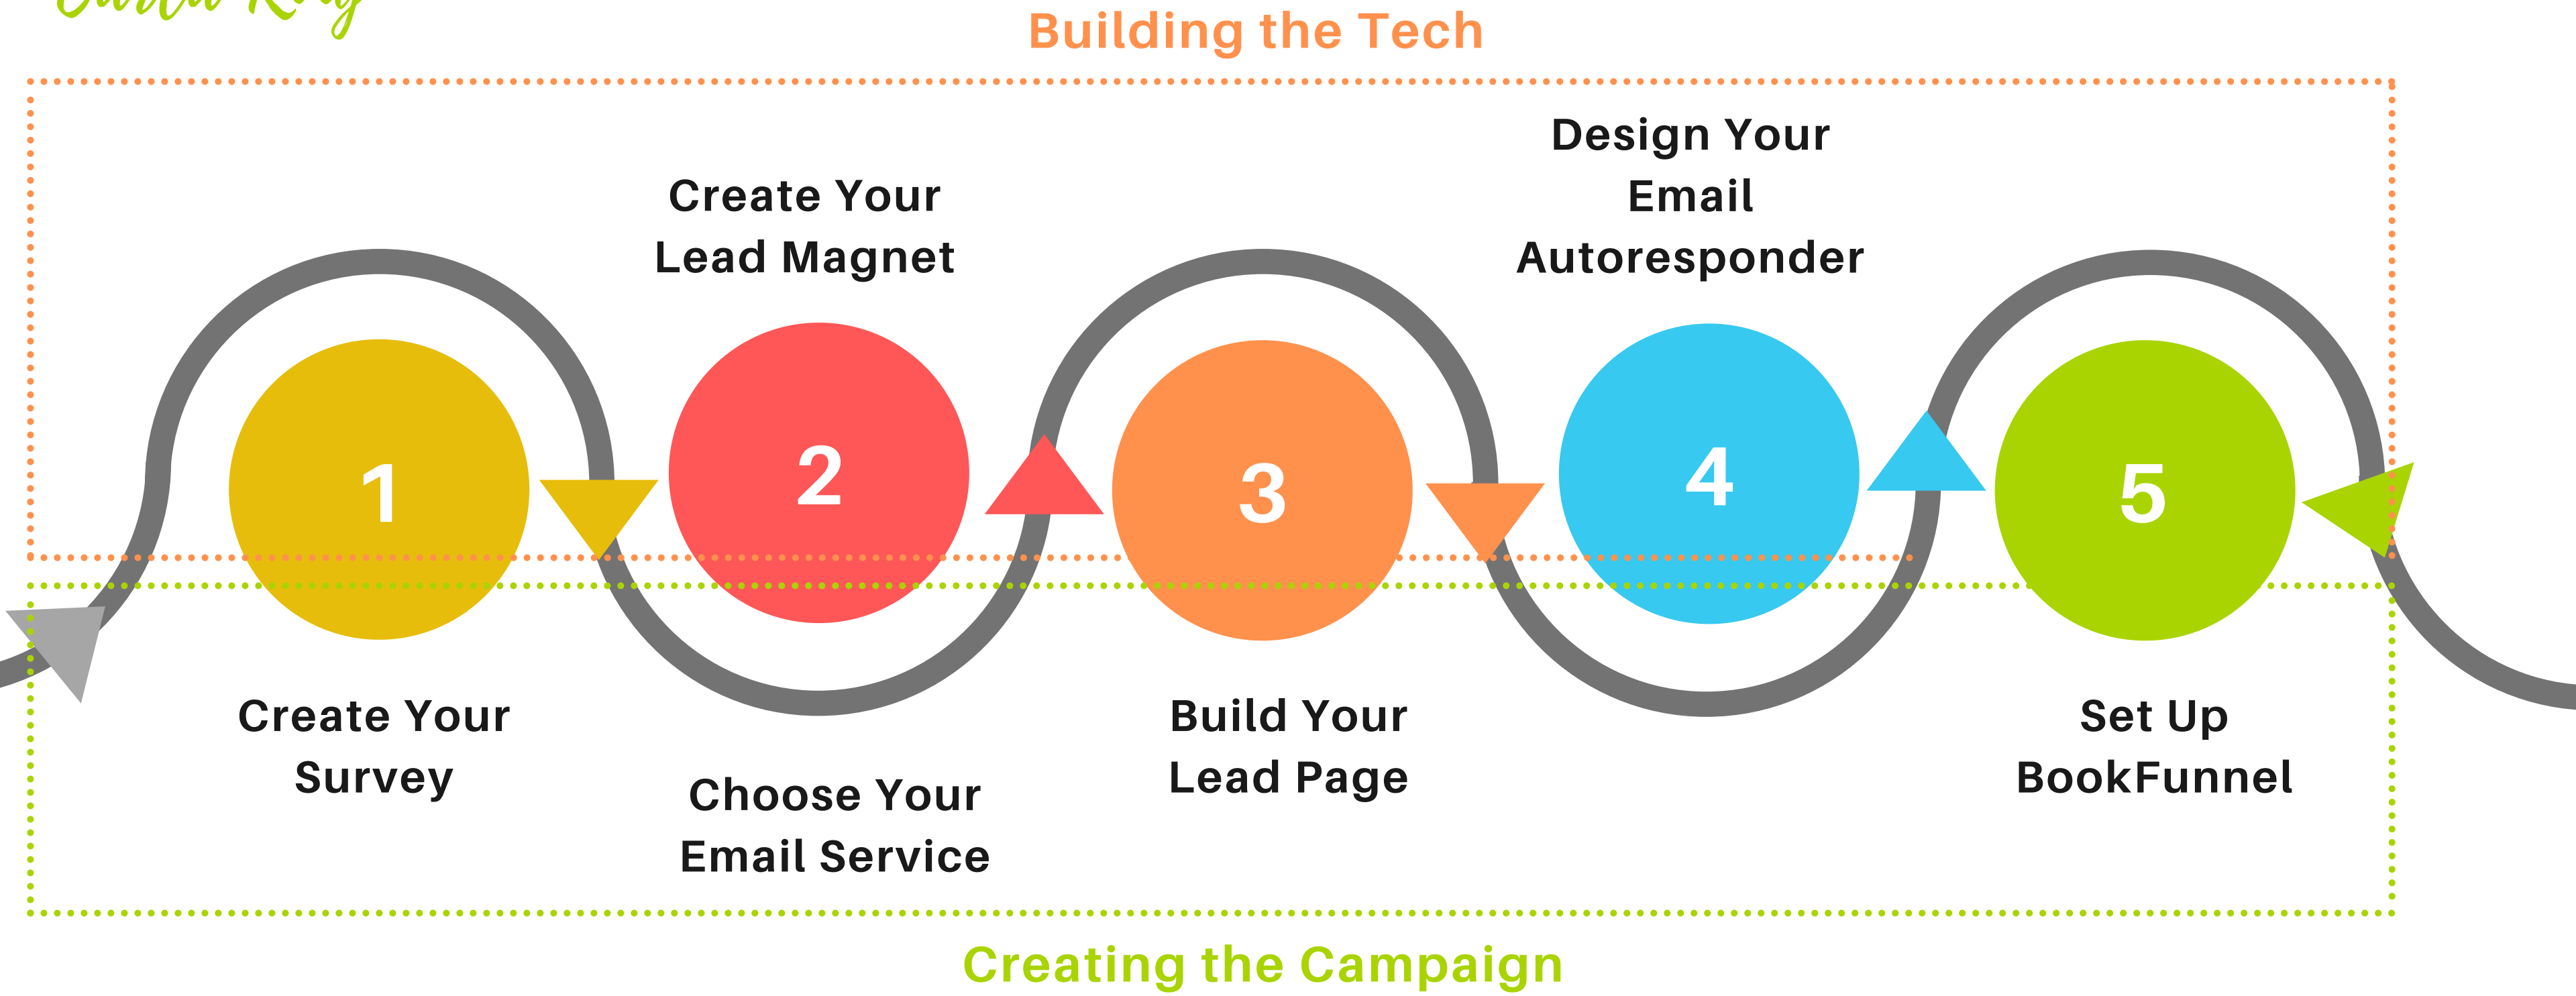 Building the Tech
Design Your
Email
Autoresponder
Create Your
Lead Magnet
1
2
3
4
5
Create Your
Survey
Choose Your
Email Service
Build Your
Lead Page
Set Up
BookFunnel
Creating the Campaign